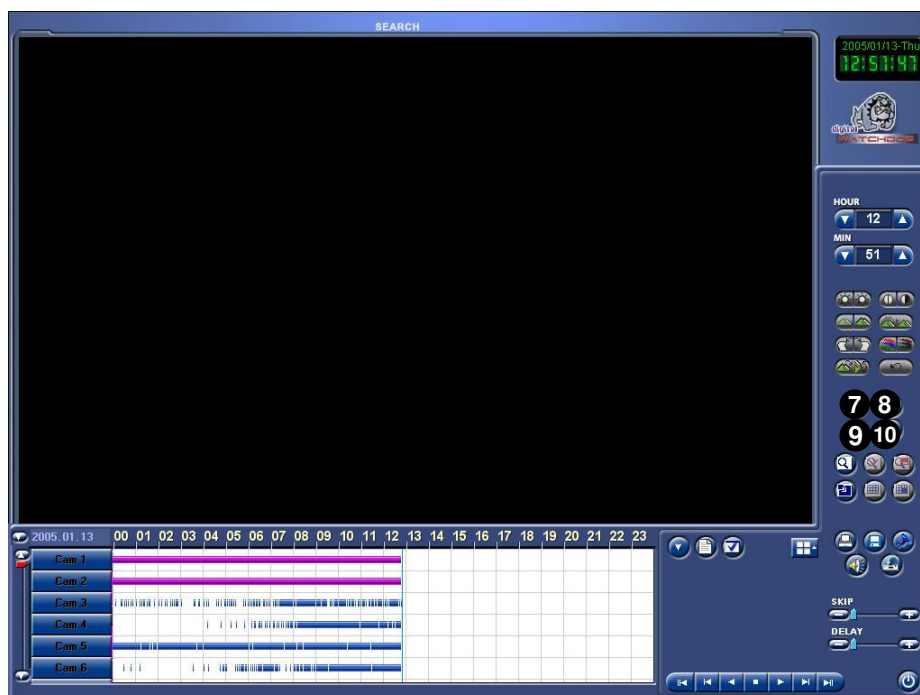 SEARCH
2005/01/13-Thu
12:51:47
digital
WATCHDOG
HOUR
12
MIN
51
7 8
9 10
2005.01.13 00 01 02 03 04 05 06 07 08 09 10 11 12 13 14 15 16 17 18 19 20 21 22 23
Cam 1
Cam 2
Cam 3
Cam 4
Cam 5
Cam 6
SKIP
DELAY